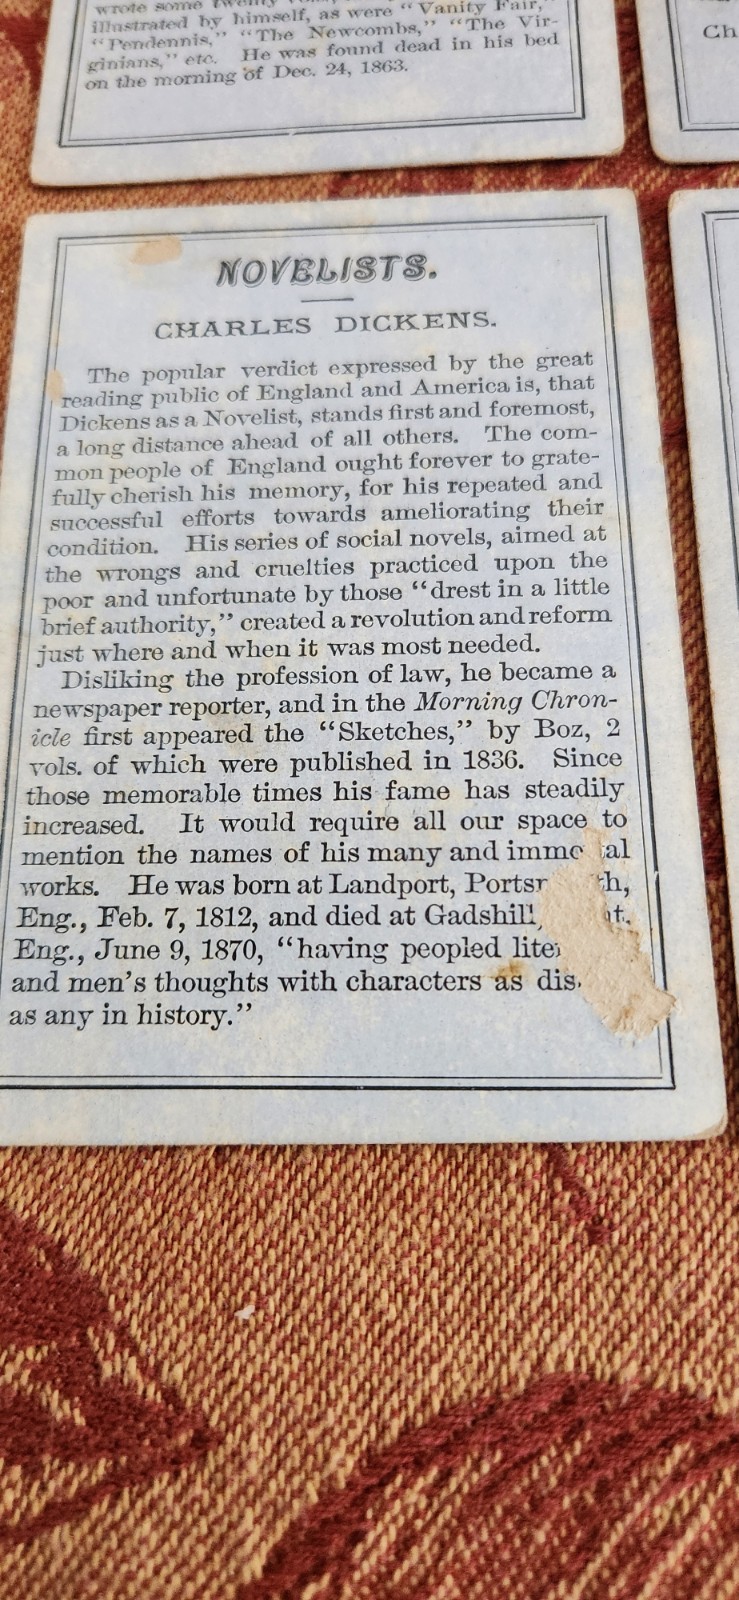 wrote some twenty
illustrated by himself, as were "Vanity Fair,"
"Pendennis," "The Newcombs," "The Vir-
ginians," etc. He was found dead in his bed
on the morning of Dec. 24, 1863.
Ch
NOVELISTS.
CHARLES DICKENS.
The popular verdict expressed by the great
reading public of England and America is, that
Dickens as a Novelist, stands first and foremost,
a long distance ahead of all others. The com-
mon people of England ought forever to grate-
fully cherish his memory, for his repeated and
successful efforts towards ameliorating their
condition. His series of social novels, aimed at
the wrongs and cruelties practiced upon the
poor and unfortunate by those "drest in a little
brief authority," created a revolution and reform
just where and when it was most needed.
Disliking the profession of law, he became a
newspaper reporter, and in the Morning Chron-
icle first appeared the "Sketches," by Boz, 2
vols. of which were published in 1836. Since
those memorable times his fame has steadily
increased. It would require all our space to
mention the names of his many and immo al
works. He was born at Landport, Ports h,
Eng., Feb. 7, 1812, and died at Gadshill, t.
Eng., June 9, 1870, "having peopled lite
and men's thoughts with characters as dis
as any in history."